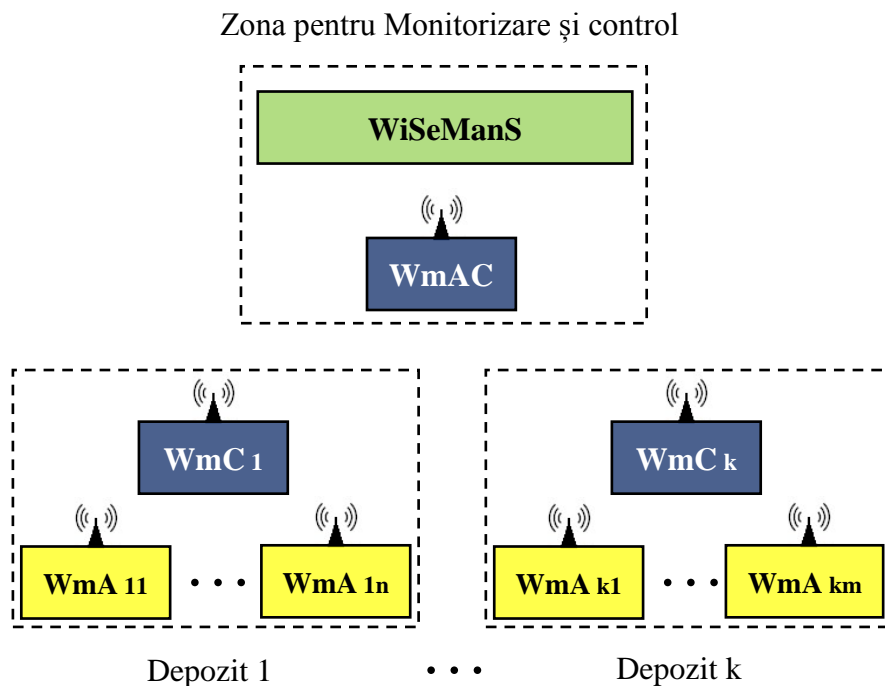 Zona pentru Monitorizare și control
WiSeManS
WmAC
WmC 1
WmC k
WmA 11 • • • WmA 1n
WmA k1 • • • WmA km
Depozit 1 • • • Depozit k